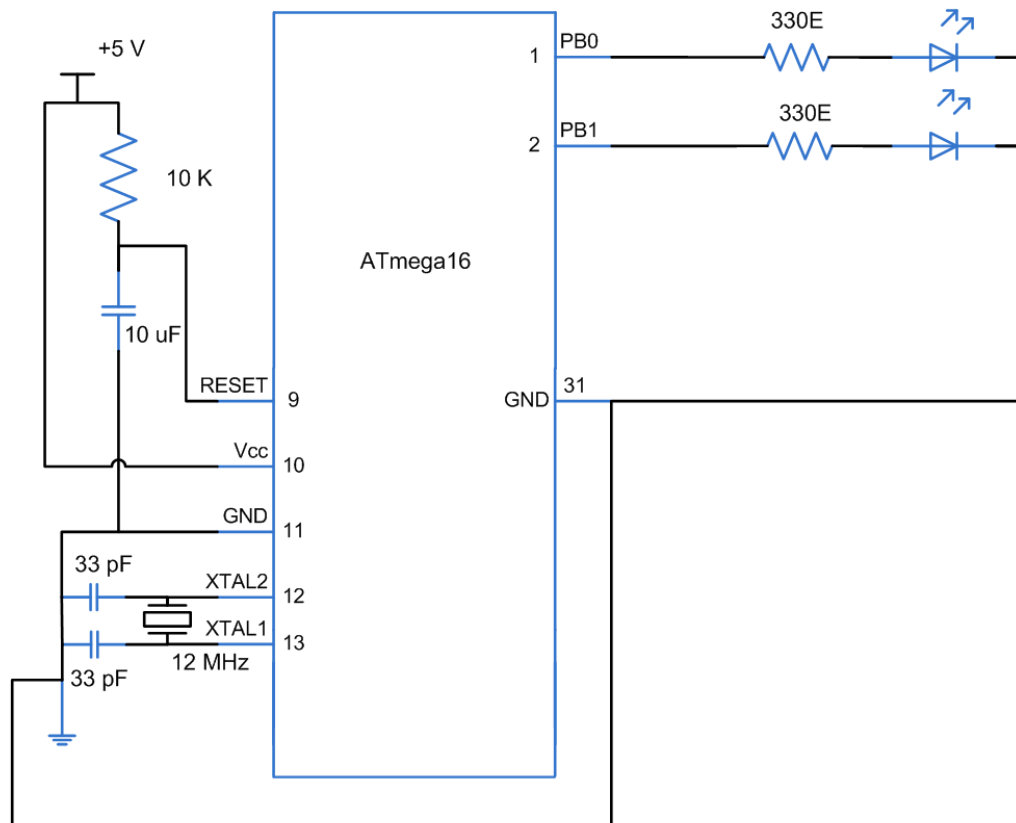 330E
+5 V
1
PB0
330E
2
PB1
10 K
ATmega16
10 uF
RESET
9
31
GND
Vcc
10
GND
11
33 pF
XTAL2
12
XTAL1
13
12 MHz
33 pF